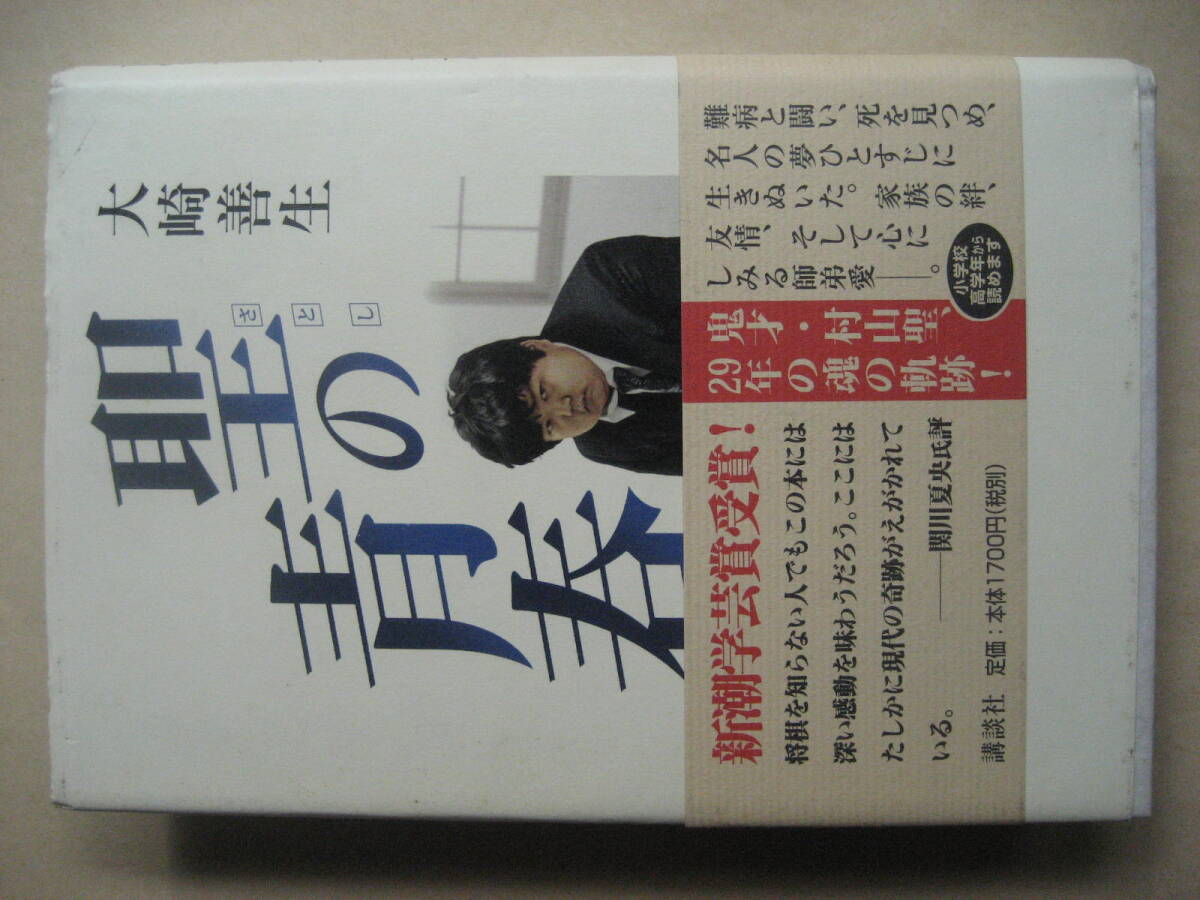 大崎善生
聖の
さとし
青春
難病と闘い、死を見つめ、
名人の夢ひとすじに
生きぬいた。家族の絆、
友情、そして心に
しみる師弟愛――。
小学校
高学年から
読めます
鬼才・村山聖、
29年の魂の軌跡!
新潮学芸賞受賞!
将棋を知らない人でもこの本には
深い感動を味わうだろう。ここには
たしかに現代の奇跡がえがかれて
いる。 ――関川夏央氏評
講談社 定価:本体1700円(税別)